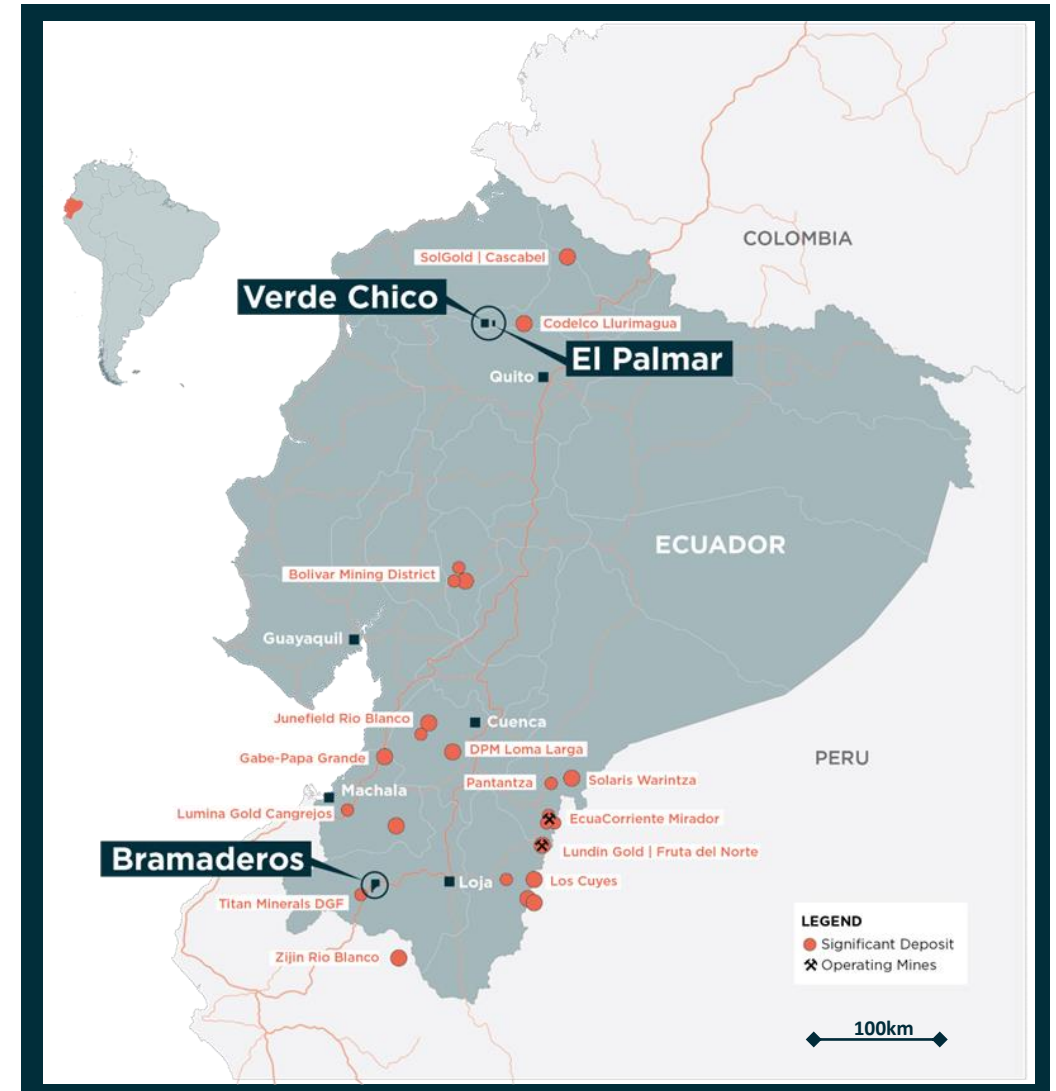 COLOMBIA
SolGold | Cascabel
Verde Chico
Codelco Llurimagua
El Palmar
Quito
ECUADOR
Bolivar Mining District
Guayaquil
Junefield Rio Blanco
Cuenca
DPM Loma Larga
Gabe-Papa Grande
PERU
Pantantza
Solaris Warintza
Machala
Lumina Gold Cangrejos
EcuaCorriente Mirador
Lundin Gold | Fruta del Norte
Bramaderos
Loja
Los Cuyes
Titan Minerals DGF
Zijin Rio Blanco
LEGEND
Significant Deposit
Operating Mines
100km